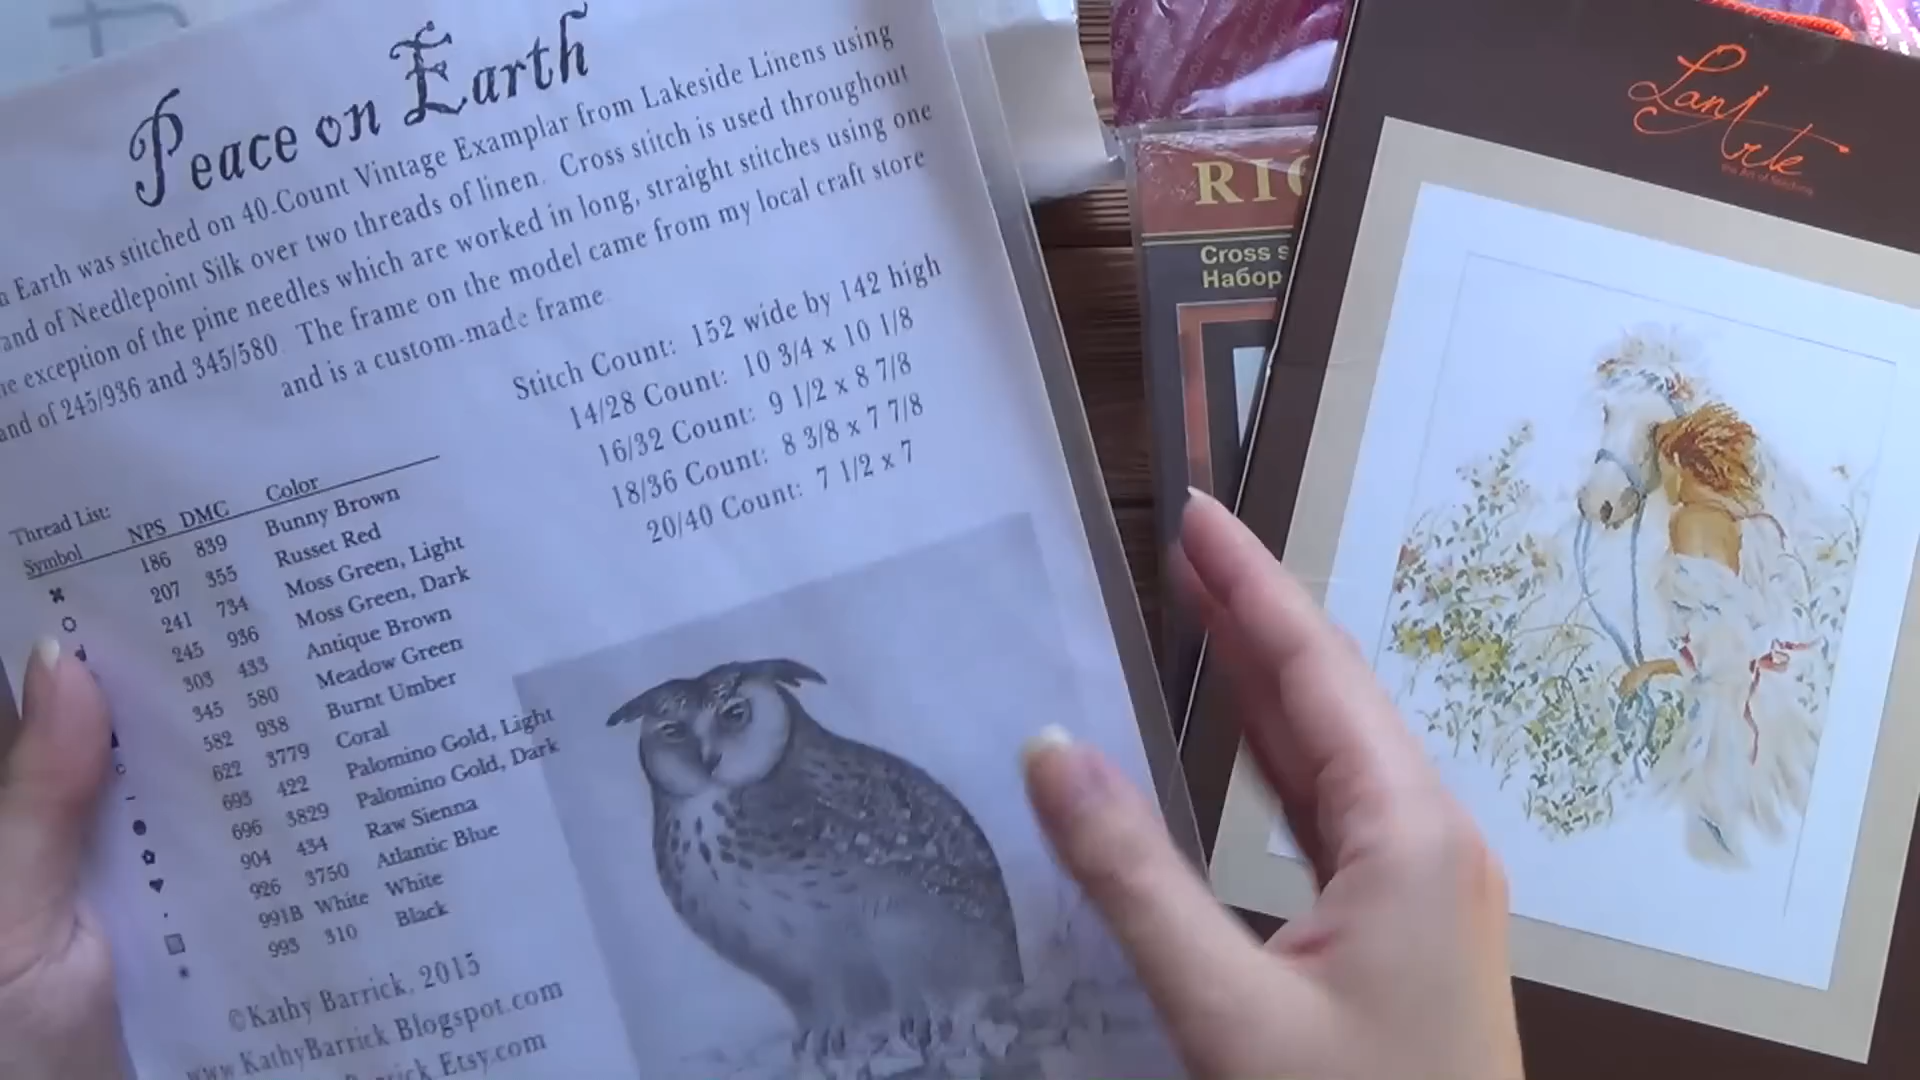 Peace on Earth
n Earth was stitched on 40-Count Vintage Examplar from Lakeside Linens using
and of Needlepoint Silk over two threads of linen. Cross stitch is used throughout
he exception of the pine needles which are worked in long, straight stitches using one
and of 245/936 and 345/580. The frame on the model came from my local craft store
and is a custom-made frame.
Stitch Count: 152 wide by 142 high
14/28 Count: 10 3/4 x 10 1/8
16/32 Count: 9 1/2 x 8 7/8
18/36 Count: 8 3/8 x 7 7/8
20/40 Count: 7 1/2 x 7
Thread List:
Symbol NPS DMC Color
186 839 Bunny Brown
207 355 Russet Red
241 734 Moss Green, Light
245 936 Moss Green, Dark
303 433 Antique Brown
345 580 Meadow Green
582 938 Burnt Umber
622 3779 Coral
693 422 Palomino Gold, Light
696 3829 Palomino Gold, Dark
904 434 Raw Sienna
926 3750 Atlantic Blue
991B White White
993 310 Black
©Kathy Barrick, 2015
www.KathyBarrick.Blogspot.com
Etsy.com
RIO
Cross s
Набор
LanArte
the Art of Stitching